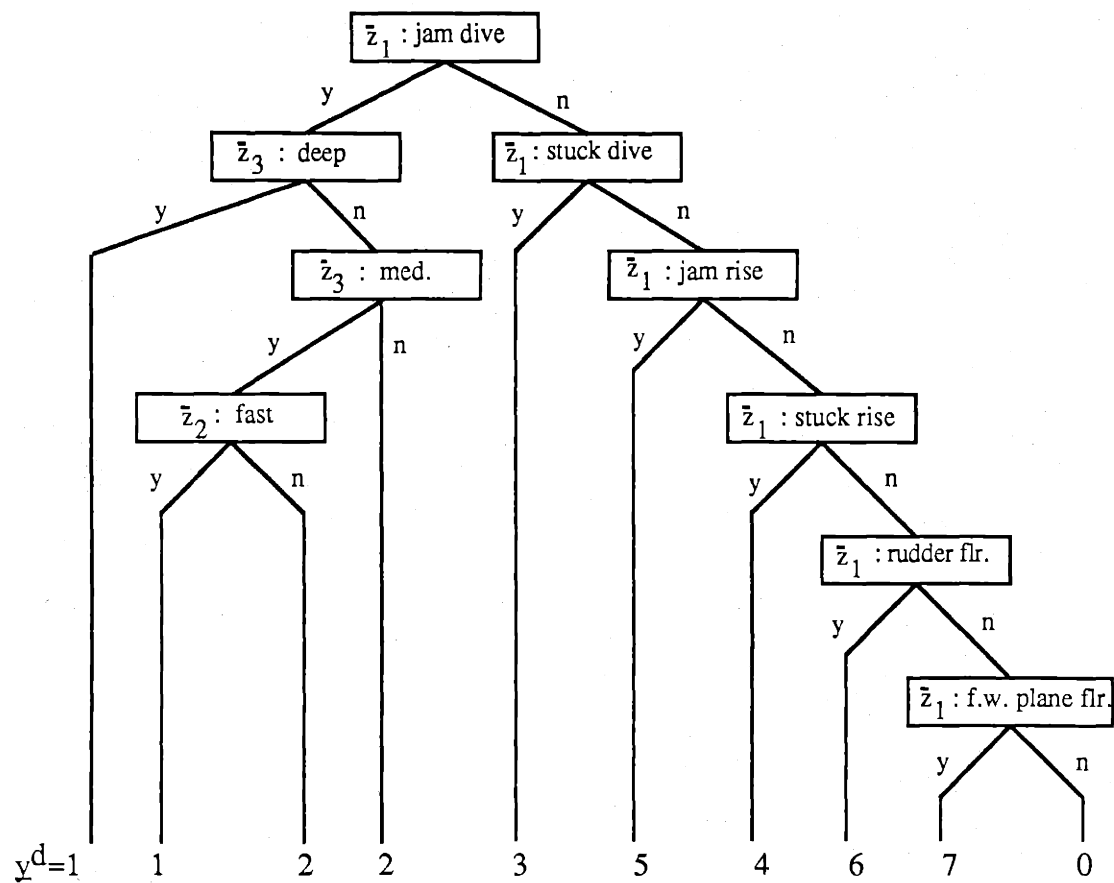 z̄1 : jam dive
y n
z̄3 : deep z̄1 : stuck dive
y n y n
z̄3 : med. z̄1 : jam rise
y n y n
z̄2 : fast z̄1 : stuck rise
y n y n
z̄1 : rudder flr.
y n
z̄1 : f.w. plane flr.
y n
y^d=1 1 2 2 3 5 4 6 7 0